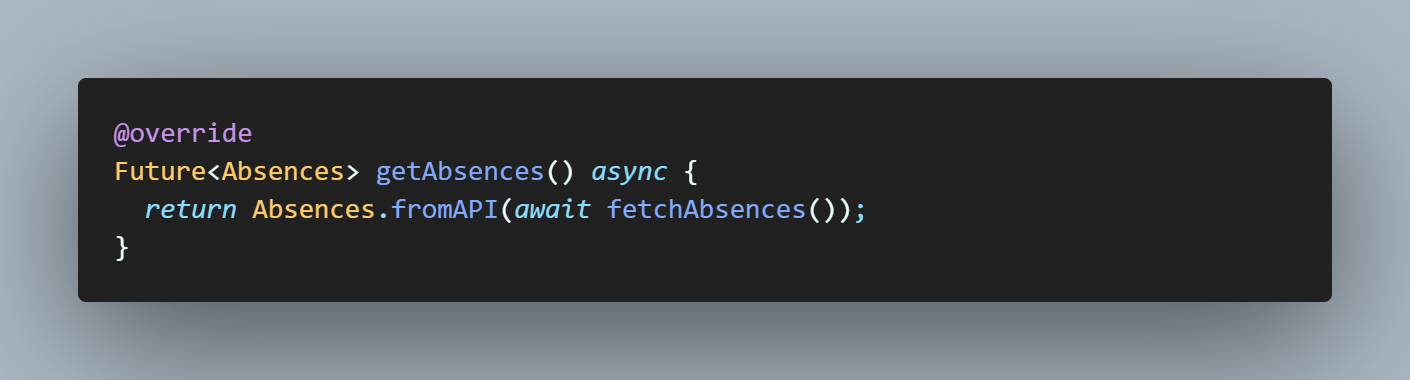 @override
Future<Absences> getAbsences() async {
  return Absences.fromAPI(await fetchAbsences());
}